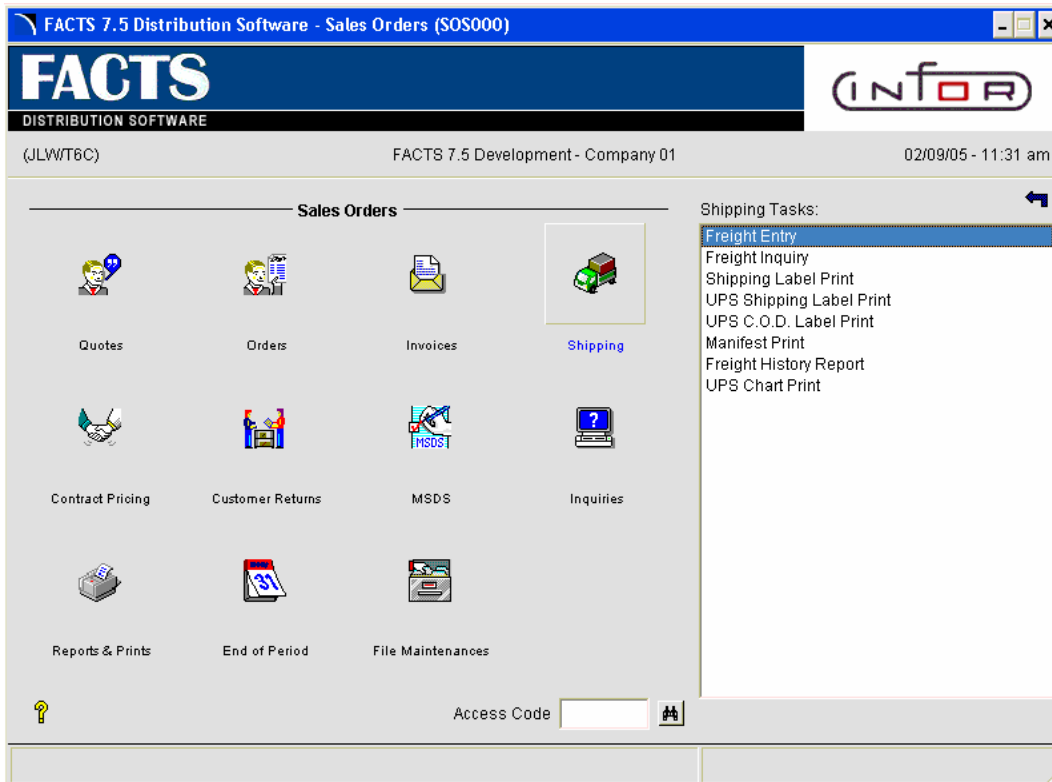 FACTS 7.5 Distribution Software - Sales Orders (SOS000)
FACTS
DISTRIBUTION SOFTWARE
INFOR
(JLW/T6C) FACTS 7.5 Development - Company 01 02/09/05 - 11:31 am
Sales Orders
Quotes Orders Invoices Shipping
MSDS ?
Contract Pricing Customer Returns MSDS Inquiries
31
Reports & Prints End of Period File Maintenances
? Access Code
Shipping Tasks:
Freight Entry
Freight Inquiry
Shipping Label Print
UPS Shipping Label Print
UPS C.O.D. Label Print
Manifest Print
Freight History Report
UPS Chart Print